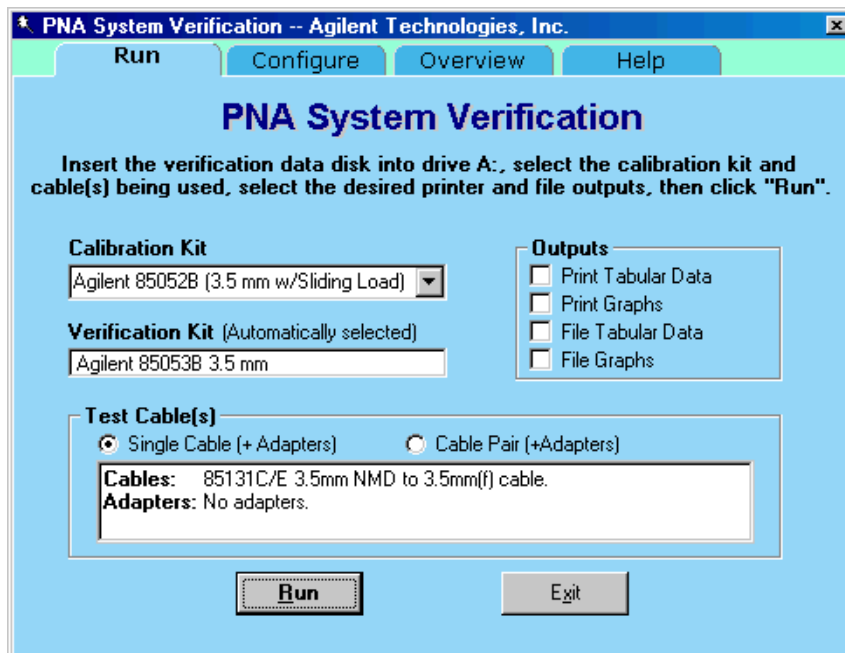 PNA System Verification -- Agilent Technologies, Inc.
Run
Configure
Overview
Help
PNA System Verification
Insert the verification data disk into drive A:, select the calibration kit and
cable(s) being used, select the desired printer and file outputs, then click "Run".
Calibration Kit
Agilent 85052B (3.5 mm w/Sliding Load)
Verification Kit (Automatically selected)
Agilent 85053B 3.5 mm
Outputs
Print Tabular Data
Print Graphs
File Tabular Data
File Graphs
Test Cable(s)
Single Cable (+ Adapters)
Cable Pair (+Adapters)
Cables: 85131C/E 3.5mm NMD to 3.5mm(f) cable.
Adapters: No adapters.
Run
Exit